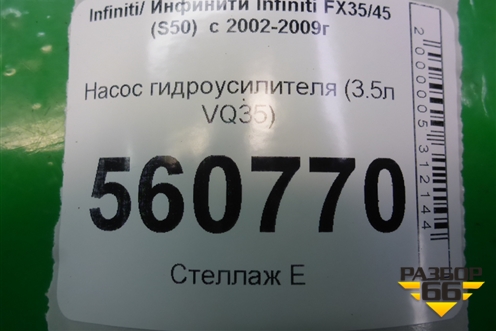 Infiniti/ Инфинити Infiniti FX35/45
(S50) с 2002-2009г
Насос гидроусилителя (3.5л
VQ35)
560770
Стеллаж E
2000005312144
РАЗБОР
66